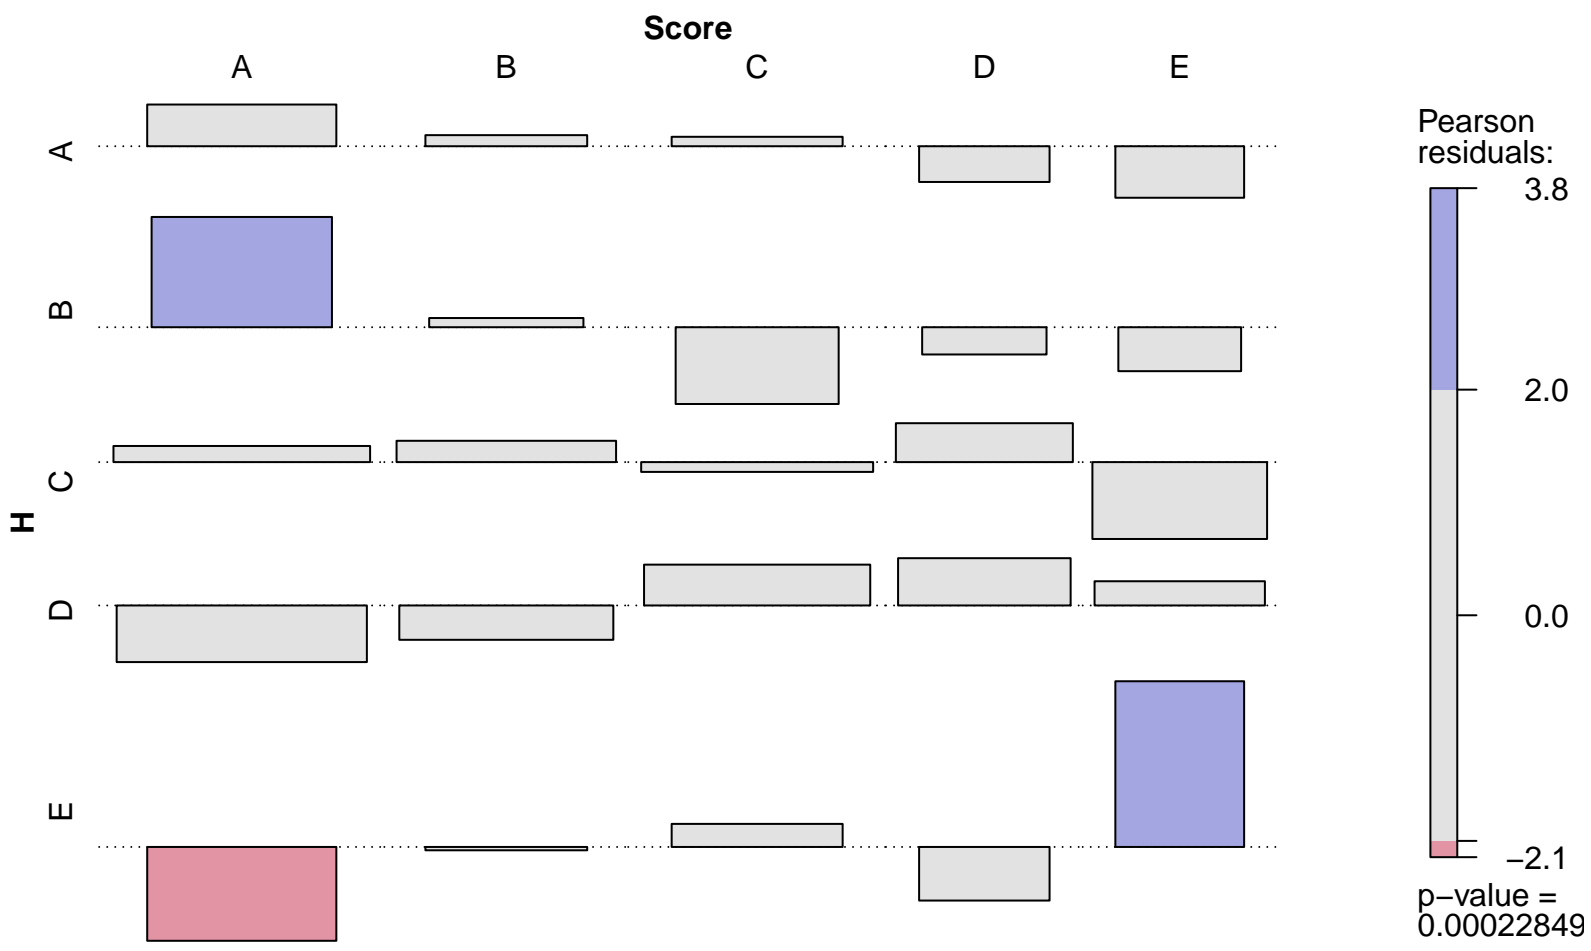 Score
A B C D E
A
B
C
D
E
H
Pearson
residuals:
3.8
2.0
0.0
−2.1
p−value =
0.00022849